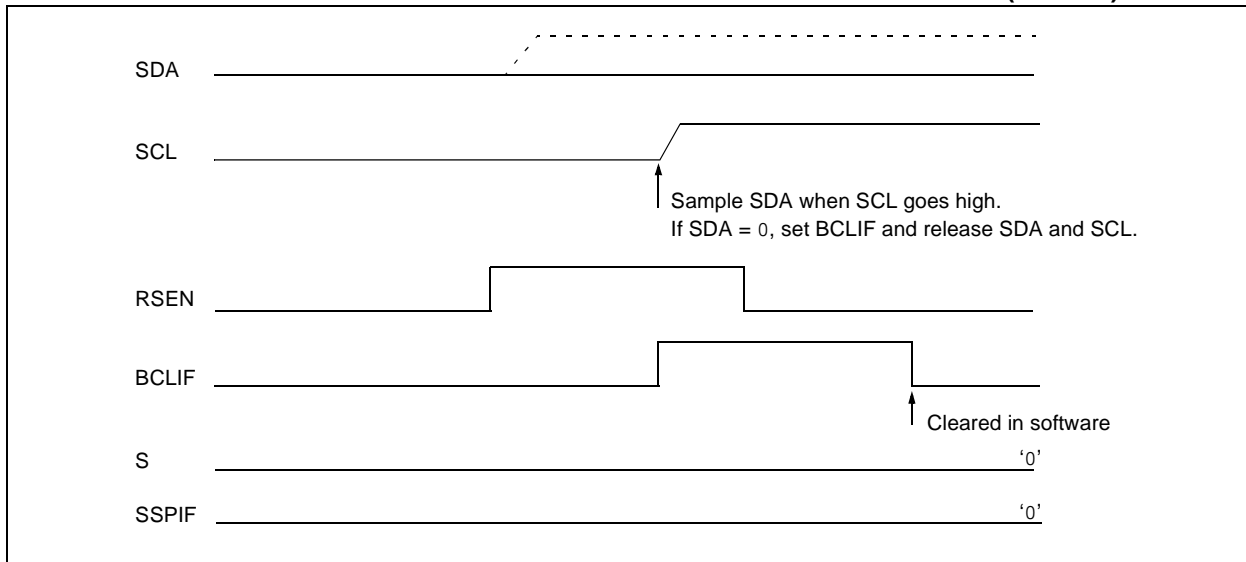 SDA
SCL
Sample SDA when SCL goes high.
If SDA = 0, set BCLIF and release SDA and SCL.
RSEN
BCLIF
Cleared in software
S
‘0’
SSPIF
‘0’